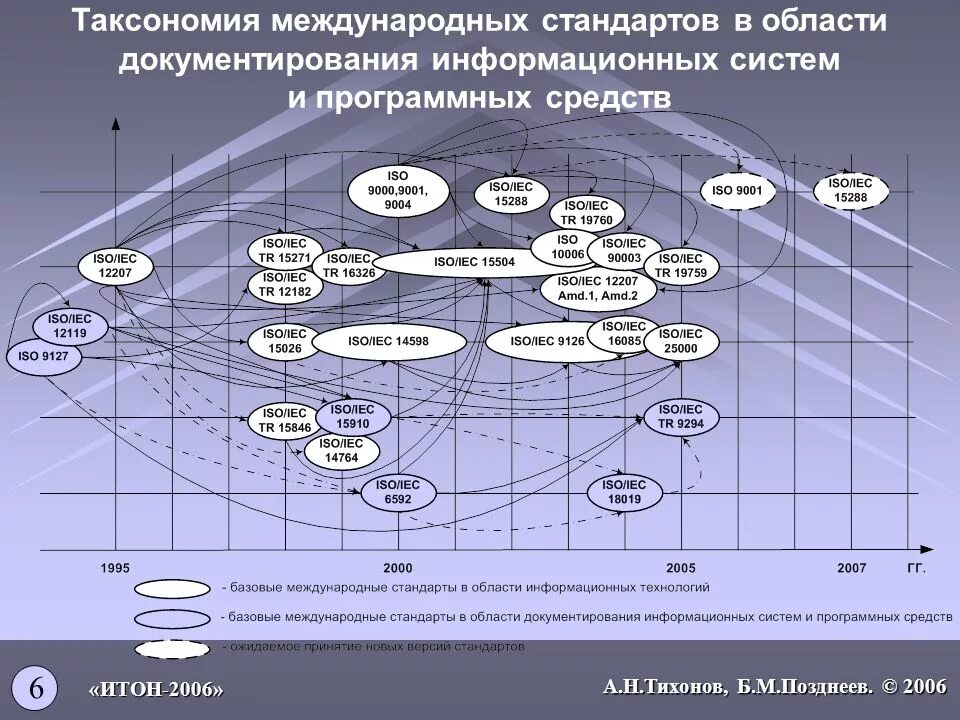 Таксономия международных стандартов в области
документирования информационных систем
и программных средств
ISO
9000,9001,
9004
ISO/IEC
15288
ISO/IEC
TR 19760
ISO 9001
ISO/IEC
15288
ISO/IEC
12207
ISO/IEC
TR 15271
ISO/IEC
TR 12182
ISO/IEC
TR 16326
ISO/IEC 15504
ISO
10006
ISO/IEC
90003
ISO/IEC
TR 19759
ISO/IEC 12207
Amd.1, Amd.2
ISO/IEC
12119
ISO 9127
ISO/IEC
15026
ISO/IEC 14598
ISO/IEC 9126
ISO/IEC
16085
ISO/IEC
25000
ISO/IEC
TR 15846
ISO/IEC
15910
ISO/IEC
14764
ISO/IEC
TR 9294
ISO/IEC
6592
ISO/IEC
18019
1995 2000 2005 2007 ГГ.
- базовые международные стандарты в области информационных технологий
- базовые международные стандарты в области документирования информационных систем и программных средств
- ожидаемое принятие новых версий стандартов
6 «ИТОН-2006» А.Н.Тихонов, Б.М.Позднеев. © 2006